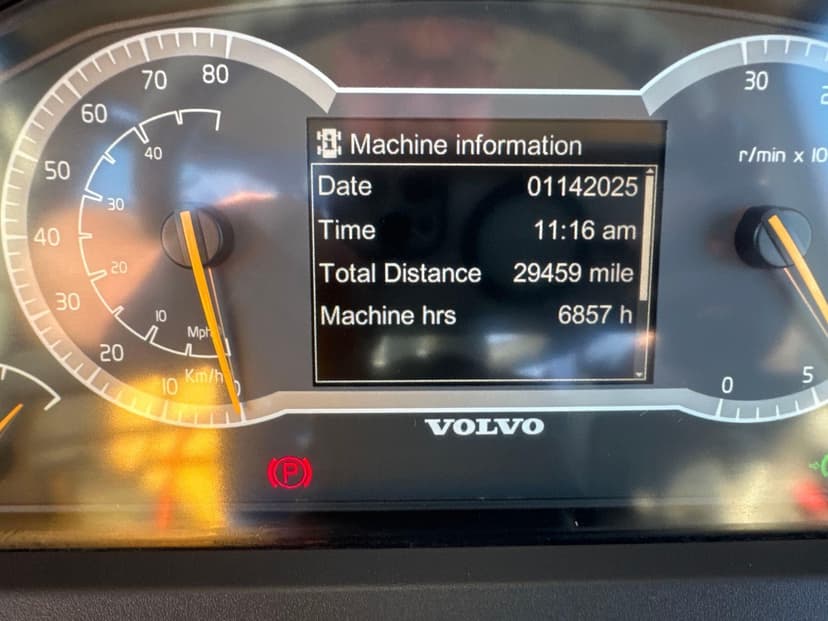 Machine information
Date 01142025
Time 11:16 am
Total Distance 29459 mile
Machine hrs 6857 h
80
70
60
50
40
30
20
10
0
40
30
20
10
Mph
Km/h
30
r/min x 10
0
5
VOLVO
P